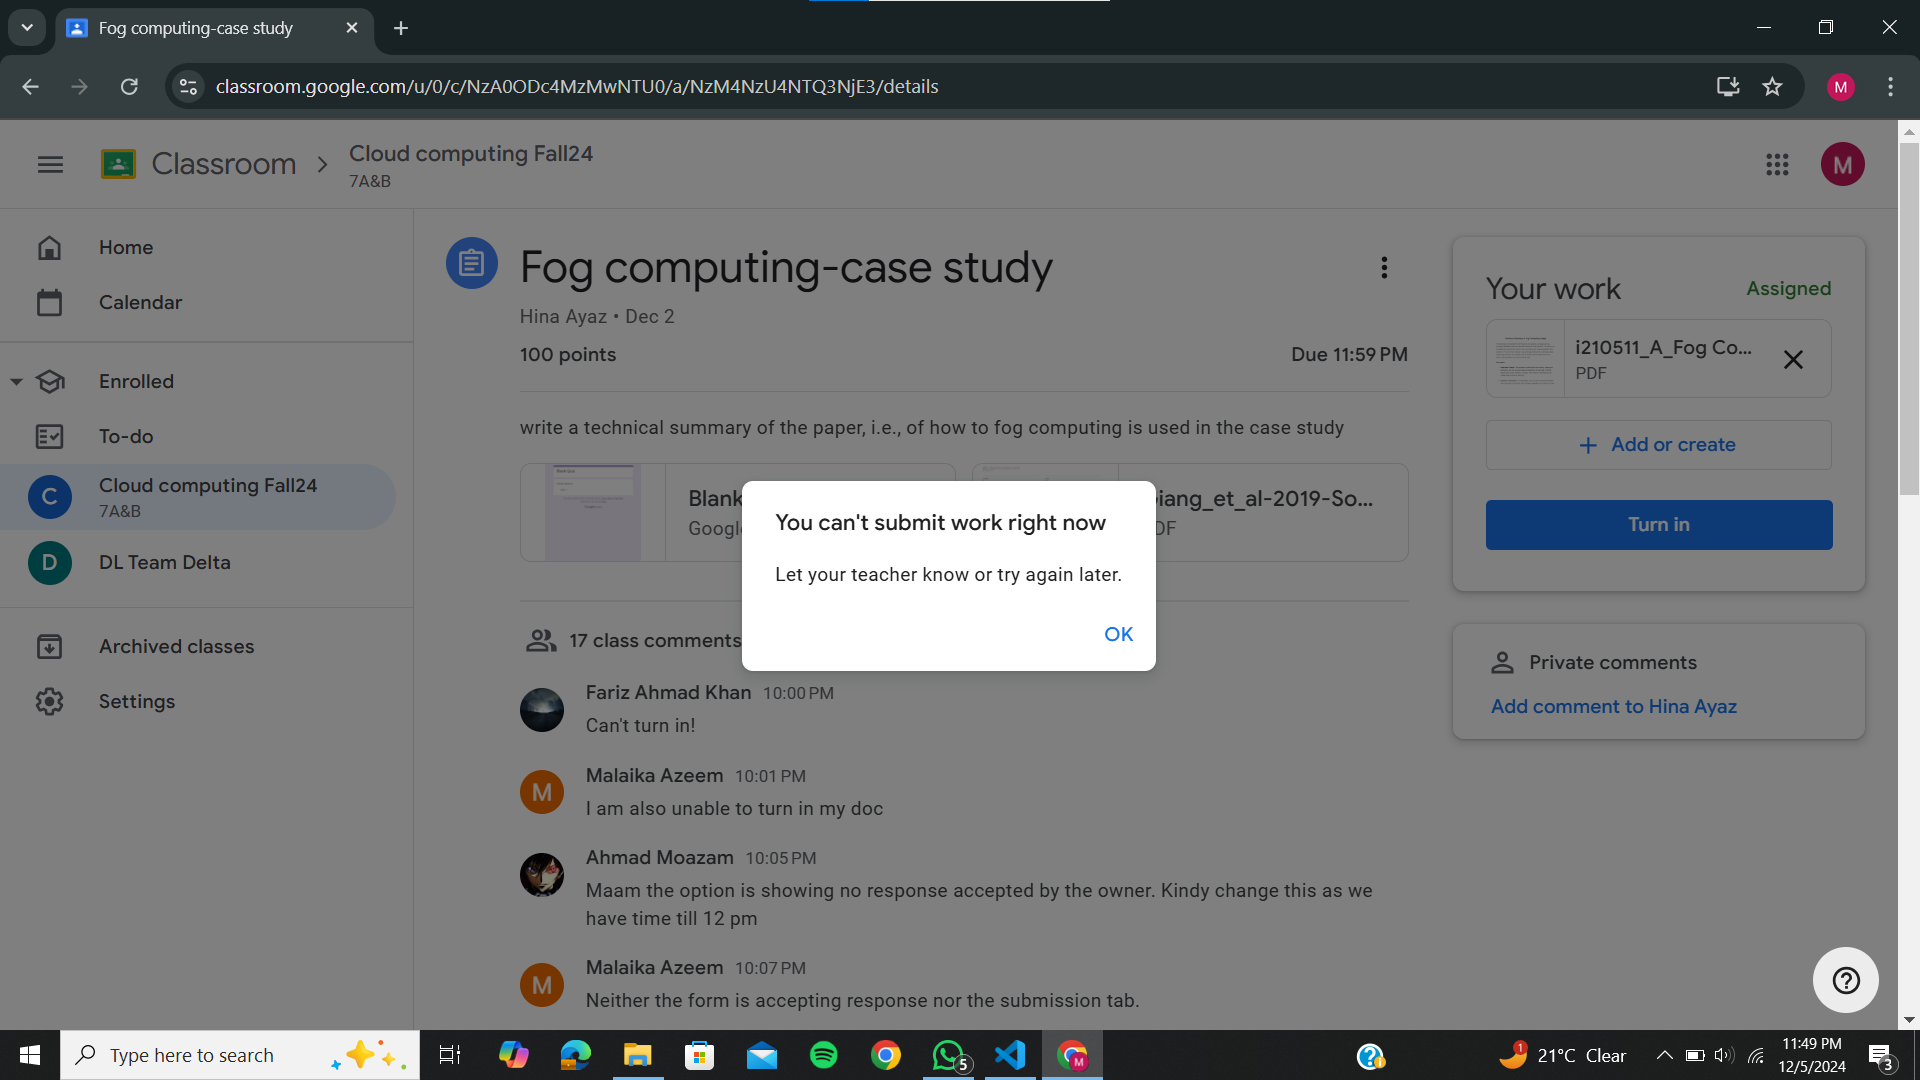 Fog computing-case study
classroom.google.com/u/0/c/NzA0ODc4MzMwNTU0/a/NzM4NzU4NTQ3NjE3/details
M
Classroom
Cloud computing Fall24
7A&B
M
Home
Calendar
Enrolled
To-do
C
Cloud computing Fall24
7A&B
D
DL Team Delta
Archived classes
Settings
Fog computing-case study
Hina Ayaz • Dec 2
100 points
Due 11:59 PM
write a technical summary of the paper, i.e., of how to fog computing is used in the case study
Blank
Google
iang_et_al-2019-So...
DF
You can't submit work right now
Let your teacher know or try again later.
OK
17 class comments
Fariz Ahmad Khan 10:00 PM
Can't turn in!
M
Malaika Azeem 10:01 PM
I am also unable to turn in my doc
Ahmad Moazam 10:05 PM
Maam the option is showing no response accepted by the owner. Kindy change this as we
have time till 12 pm
M
Malaika Azeem 10:07 PM
Neither the form is accepting response nor the submission tab.
Your work
Assigned
i210511_A_Fog Co...
PDF
+ Add or create
Turn in
Private comments
Add comment to Hina Ayaz
Type here to search
5
M
1
21°C Clear
11:49 PM
12/5/2024
3